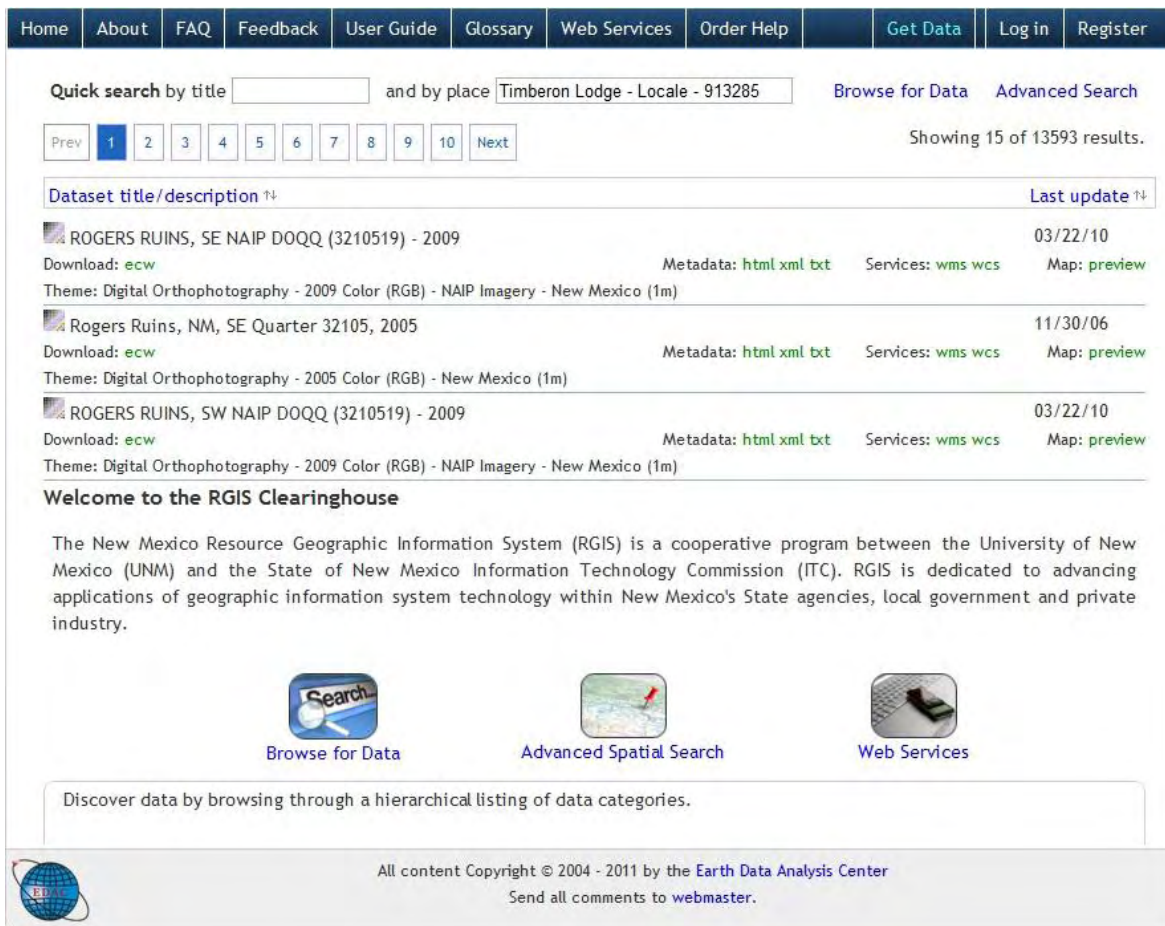 Home About FAQ Feedback User Guide Glossary Web Services Order Help Get Data Log in Register
Quick search by title and by place Timberon Lodge - Locale - 913285 Browse for Data Advanced Search
Prev 1 2 3 4 5 6 7 8 9 10 Next Showing 15 of 13593 results.
Dataset title/description ↑↓ Last update ↑↓
ROGERS RUINS, SE NAIP DOQQ (3210519) - 2009 03/22/10
Download: ecw Metadata: html xml txt Services: wms wcs Map: preview
Theme: Digital Orthophotography - 2009 Color (RGB) - NAIP Imagery - New Mexico (1m)
Rogers Ruins, NM, SE Quarter 32105, 2005 11/30/06
Download: ecw Metadata: html xml txt Services: wms wcs Map: preview
Theme: Digital Orthophotography - 2005 Color (RGB) - New Mexico (1m)
ROGERS RUINS, SW NAIP DOQQ (3210519) - 2009 03/22/10
Download: ecw Metadata: html xml txt Services: wms wcs Map: preview
Theme: Digital Orthophotography - 2009 Color (RGB) - NAIP Imagery - New Mexico (1m)
Welcome to the RGIS Clearinghouse
The New Mexico Resource Geographic Information System (RGIS) is a cooperative program between the University of New
Mexico (UNM) and the State of New Mexico Information Technology Commission (ITC). RGIS is dedicated to advancing
applications of geographic information system technology within New Mexico's State agencies, local government and private
industry.
Search...
Browse for Data Advanced Spatial Search Web Services
Discover data by browsing through a hierarchical listing of data categories.
EDAC
All content Copyright © 2004 - 2011 by the Earth Data Analysis Center
Send all comments to webmaster.